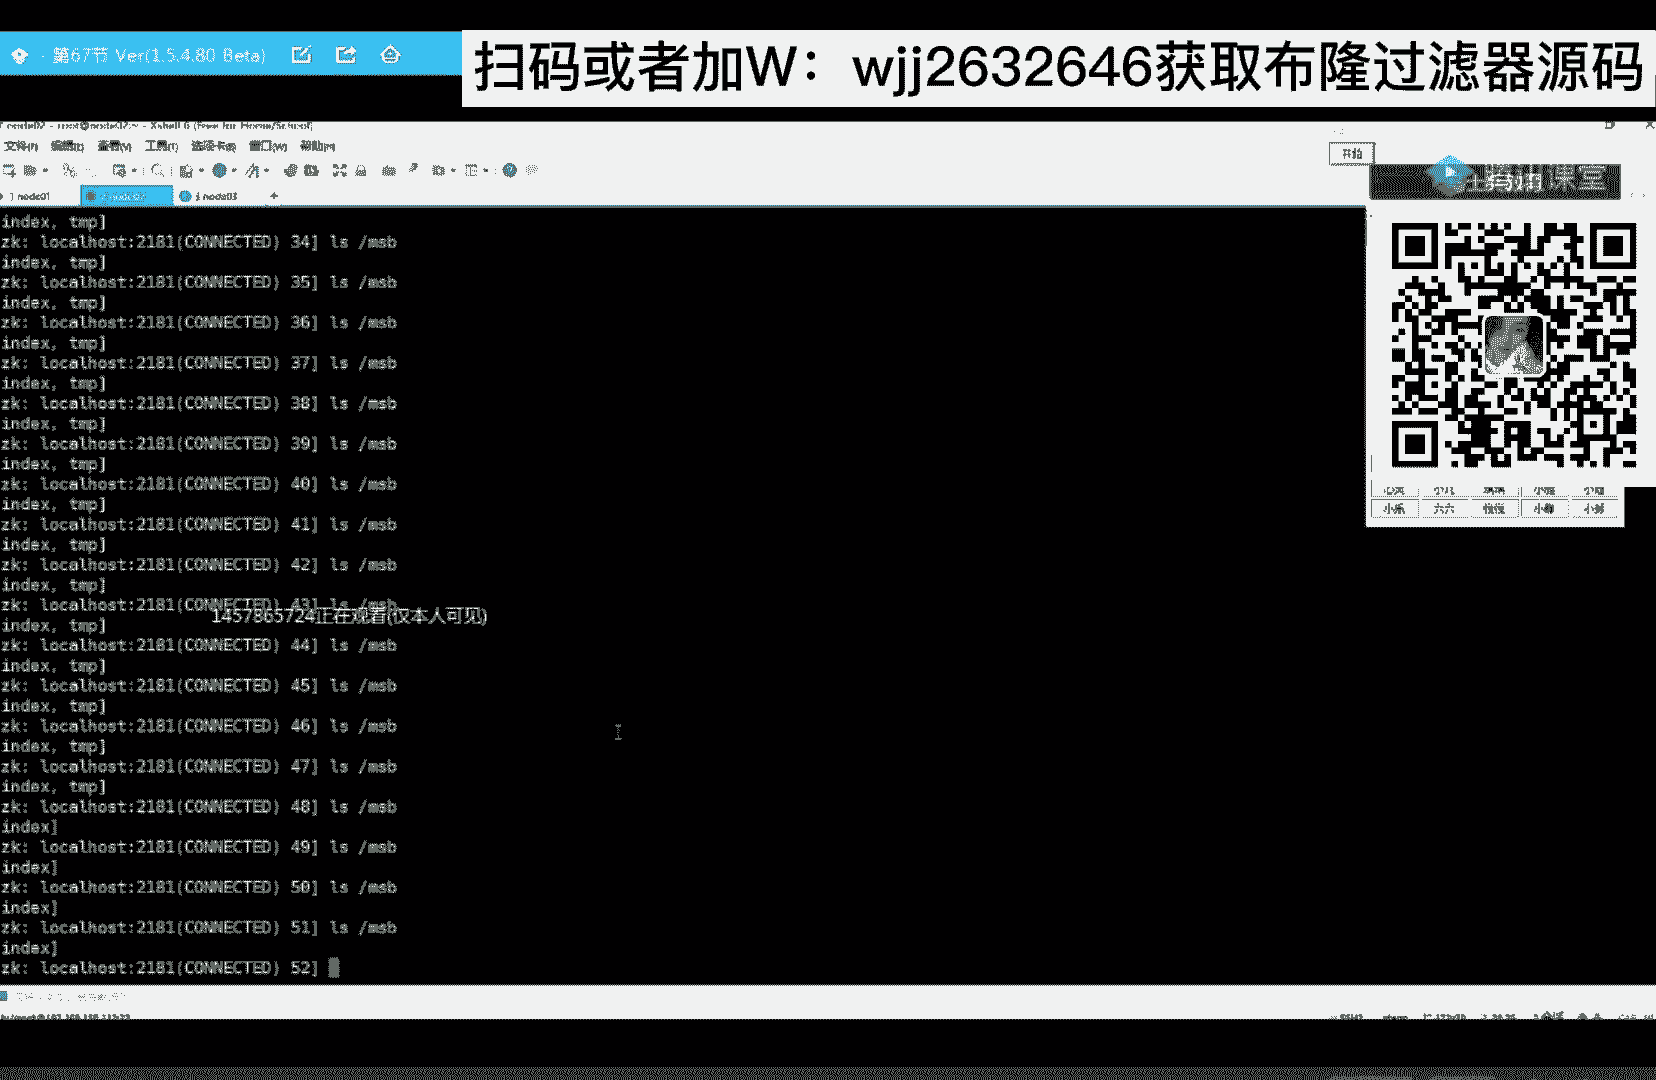 第67节 Ver(1.5.4.80 Beta)
扫码或者加W：wjj2632646获取布隆过滤器源码
node02 - root@node02:~ - Xshell 6 (Free for Home/School)
文件(F) 编辑(E) 查看(V) 工具(T) 选项卡(B) 窗口(W) 帮助(H)
开始
课堂
1 node01
3 node03
+
index, tmp]
zk: localhost:2181(CONNECTED) 34] ls /msb
index, tmp]
zk: localhost:2181(CONNECTED) 35] ls /msb
index, tmp]
zk: localhost:2181(CONNECTED) 36] ls /msb
index, tmp]
zk: localhost:2181(CONNECTED) 37] ls /msb
index, tmp]
zk: localhost:2181(CONNECTED) 38] ls /msb
index, tmp]
zk: localhost:2181(CONNECTED) 39] ls /msb
index, tmp]
zk: localhost:2181(CONNECTED) 40] ls /msb
index, tmp]
zk: localhost:2181(CONNECTED) 41] ls /msb
index, tmp]
zk: localhost:2181(CONNECTED) 42] ls /msb
index, tmp]
zk: localhost:2181(CONNECTED) 43] ls /msb
1457865724正在观看(仅本人可见)
index, tmp]
zk: localhost:2181(CONNECTED) 44] ls /msb
index, tmp]
zk: localhost:2181(CONNECTED) 45] ls /msb
index, tmp]
zk: localhost:2181(CONNECTED) 46] ls /msb
index, tmp]
zk: localhost:2181(CONNECTED) 47] ls /msb
index, tmp]
zk: localhost:2181(CONNECTED) 48] ls /msb
index]
zk: localhost:2181(CONNECTED) 49] ls /msb
index]
zk: localhost:2181(CONNECTED) 50] ls /msb
index]
zk: localhost:2181(CONNECTED) 51] ls /msb
index]
zk: localhost:2181(CONNECTED) 52]
小乐 六六